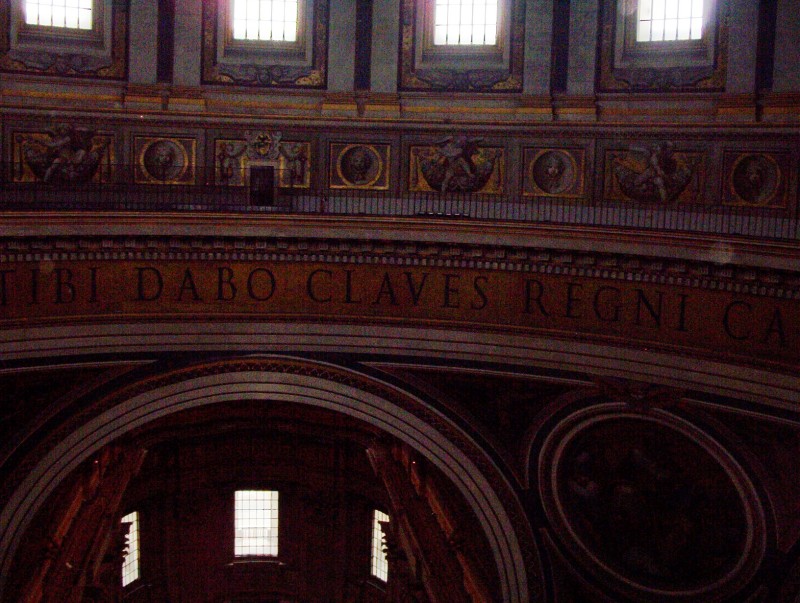 TIBI DABO CLAVES REGNI CA